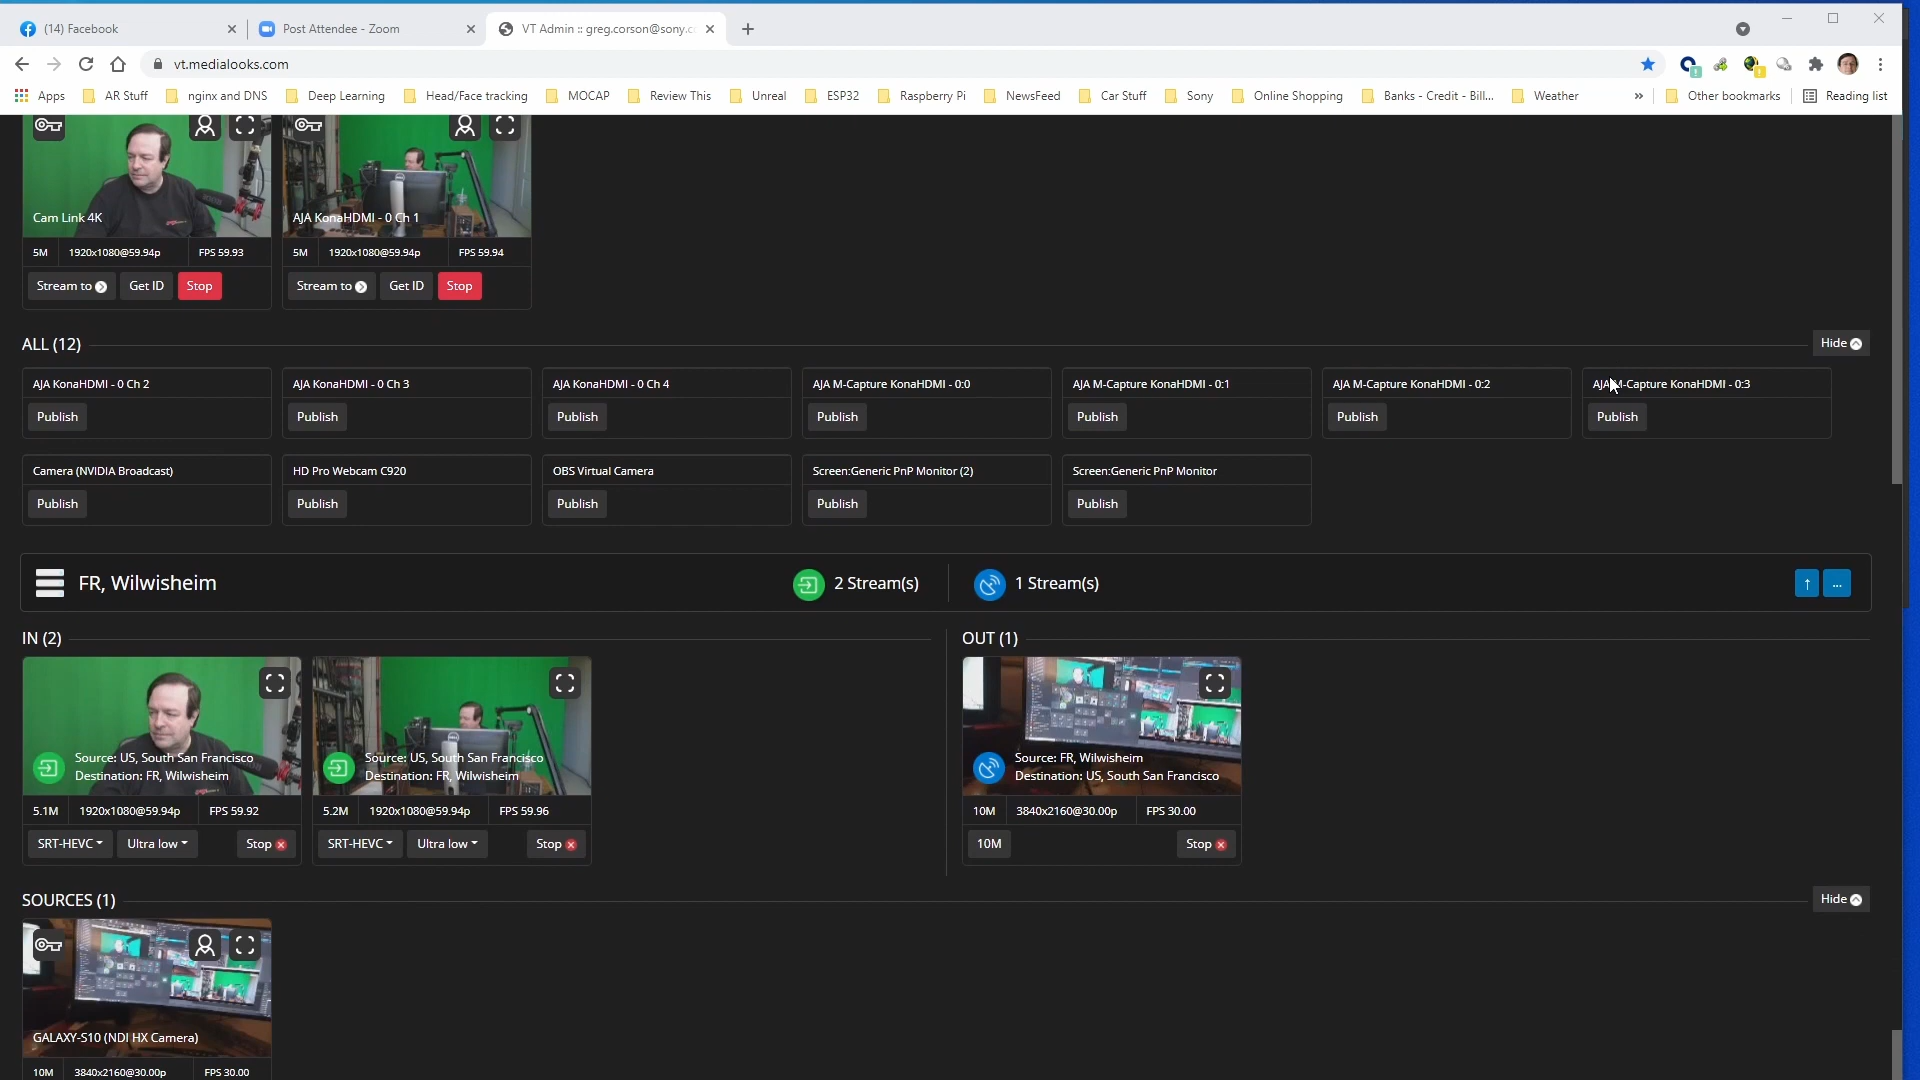 (14) Facebook
Post Attendee - Zoom
VT Admin :: greg.corson@sony.c
vt.medialooks.com
Apps
AR Stuff
nginx and DNS
Deep Learning
Head/Face tracking
MOCAP
Review This
Unreal
ESP32
Raspberry Pi
NewsFeed
Car Stuff
Sony
Online Shopping
Banks - Credit - Bill...
Weather
»
Other bookmarks
Reading list
Cam Link 4K
AJA KonaHDMI - 0 Ch 1
5M 1920x1080@59.94p FPS 59.93
5M 1920x1080@59.94p FPS 59.94
Stream to Get ID Stop
Stream to Get ID Stop
ALL (12)
Hide
AJA KonaHDMI - 0 Ch 2
AJA KonaHDMI - 0 Ch 3
AJA KonaHDMI - 0 Ch 4
AJA M-Capture KonaHDMI - 0:0
AJA M-Capture KonaHDMI - 0:1
AJA M-Capture KonaHDMI - 0:2
AJA M-Capture KonaHDMI - 0:3
Publish
Publish
Publish
Publish
Publish
Publish
Publish
Camera (NVIDIA Broadcast)
HD Pro Webcam C920
OBS Virtual Camera
Screen:Generic PnP Monitor (2)
Screen:Generic PnP Monitor
Publish
Publish
Publish
Publish
Publish
FR, Wilwisheim
2 Stream(s)
1 Stream(s)
↑
...
IN (2)
OUT (1)
Source: US, South San Francisco
Destination: FR, Wilwisheim
Source: US, South San Francisco
Destination: FR, Wilwisheim
Source: FR, Wilwisheim
Destination: US, South San Francisco
5.1M 1920x1080@59.94p FPS 59.92
5.2M 1920x1080@59.94p FPS 59.96
10M 3840x2160@30.00p FPS 30.00
SRT-HEVC Ultra low Stop
SRT-HEVC Ultra low Stop
10M Stop
SOURCES (1)
Hide
GALAXY-S10 (NDI HX Camera)
10M 3840x2160@30.00p FPS 30.00